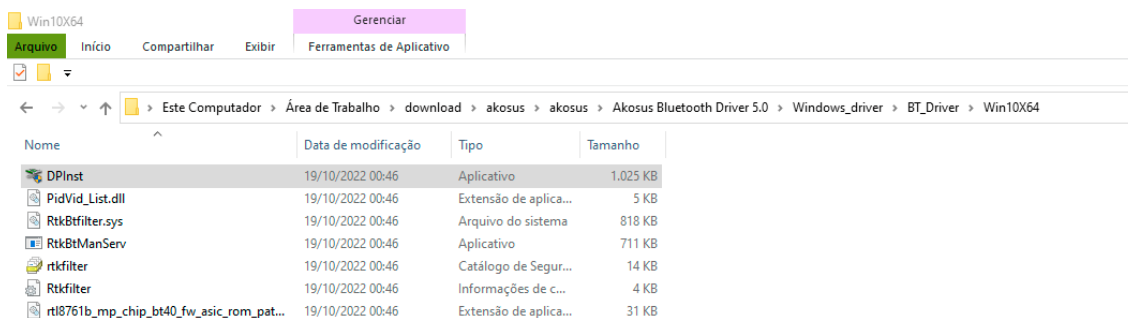 Win10X64 Gerenciar
Arquivo Início Compartilhar Exibir Ferramentas de Aplicativo
Este Computador > Área de Trabalho > download > akosus > akosus > Akosus Bluetooth Driver 5.0 > Windows_driver > BT_Driver > Win10X64
Nome Data de modificação Tipo Tamanho
DPInst 19/10/2022 00:46 Aplicativo 1.025 KB
PidVid_List.dll 19/10/2022 00:46 Extensão de aplica... 5 KB
RtkBtfilter.sys 19/10/2022 00:46 Arquivo do sistema 818 KB
RtkBtManServ 19/10/2022 00:46 Aplicativo 711 KB
rtkfilter 19/10/2022 00:46 Catálogo de Segur... 14 KB
Rtkfilter 19/10/2022 00:46 Informações de c... 4 KB
rtl8761b_mp_chip_bt40_fw_asic_rom_pat... 19/10/2022 00:46 Extensão de aplica... 31 KB